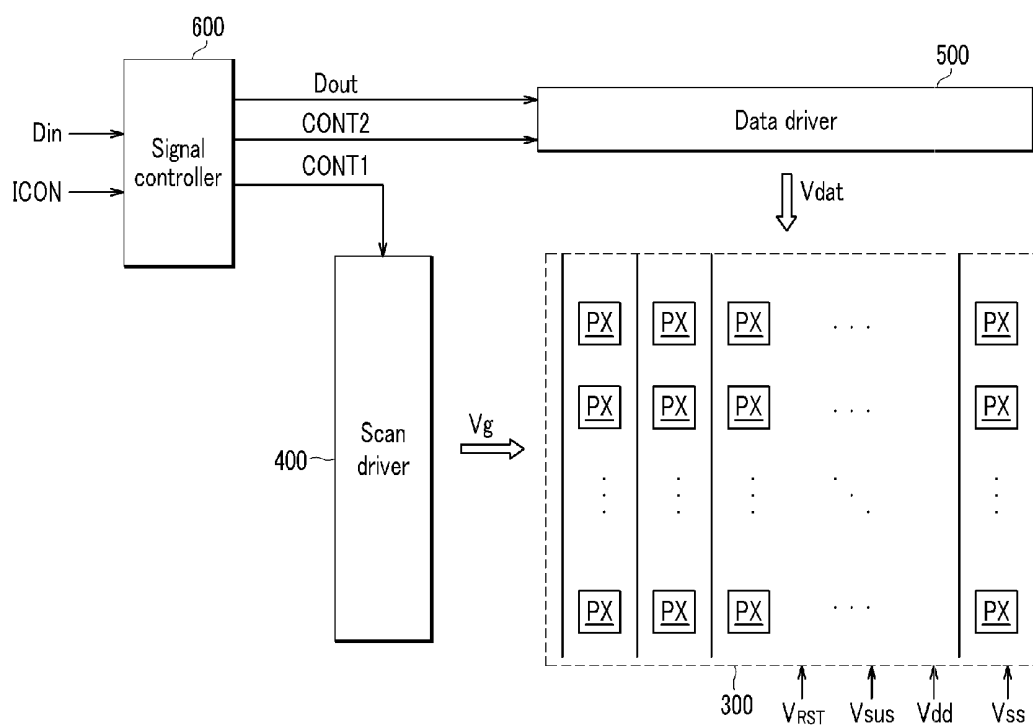 600
Din
ICON
Signal
controller
Dout
CONT2
CONT1
500
Data driver
Vdat
400
Scan
driver
Vg
PX PX PX . . . PX
PX PX PX . . . PX
PX PX PX . . . PX
300
VRST Vsus Vdd Vss